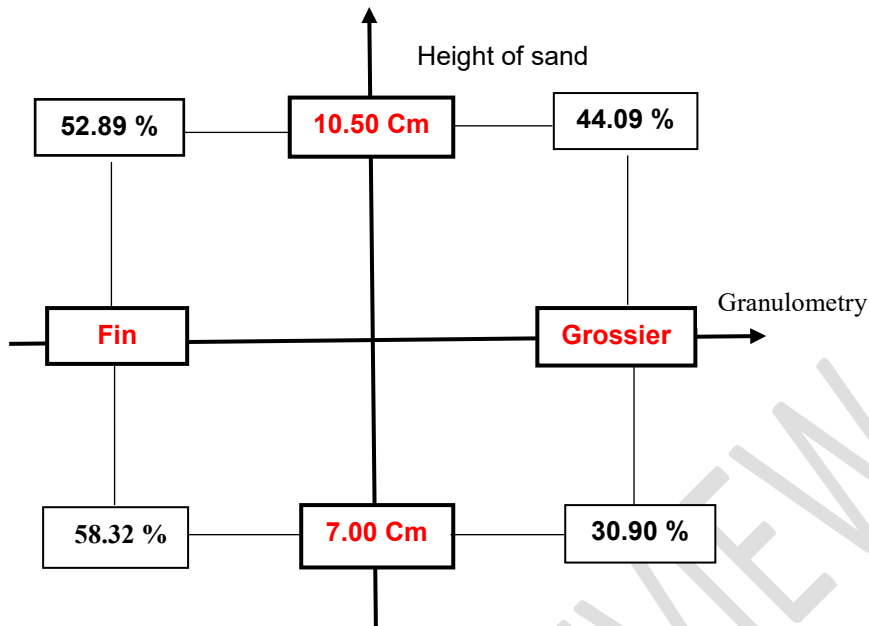 Height of sand
52.89 %
10.50 Cm
44.09 %
Fin
Grossier
Granulometry
58.32 %
7.00 Cm
30.90 %
VIEW